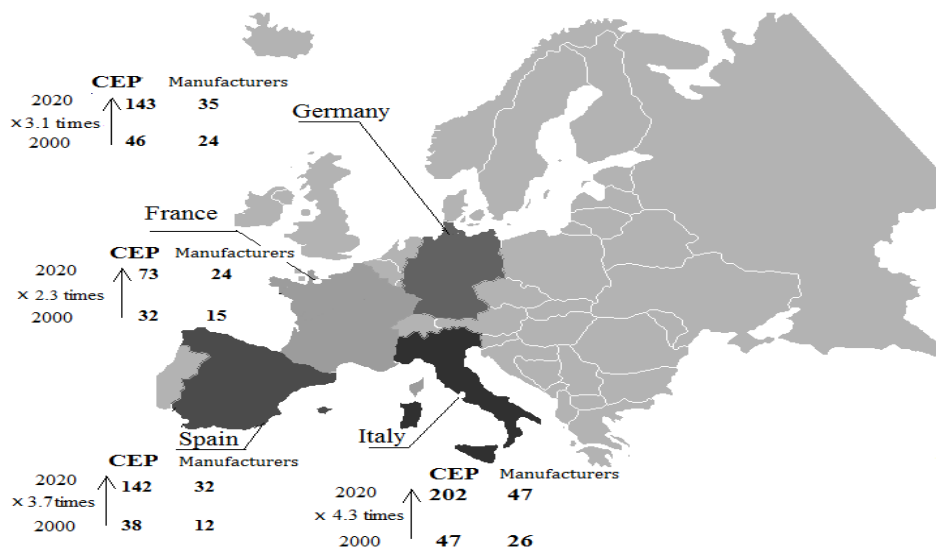 CEP Manufacturers
2020 143 35
×3.1 times
2000 46 24
Germany
France
CEP Manufacturers
2020 73 24
× 2.3 times
2000 32 15
Spain
Italy
CEP Manufacturers
2020 142 32
× 3.7 times
2000 38 12
CEP Manufacturers
2020 202 47
× 4.3 times
2000 47 26